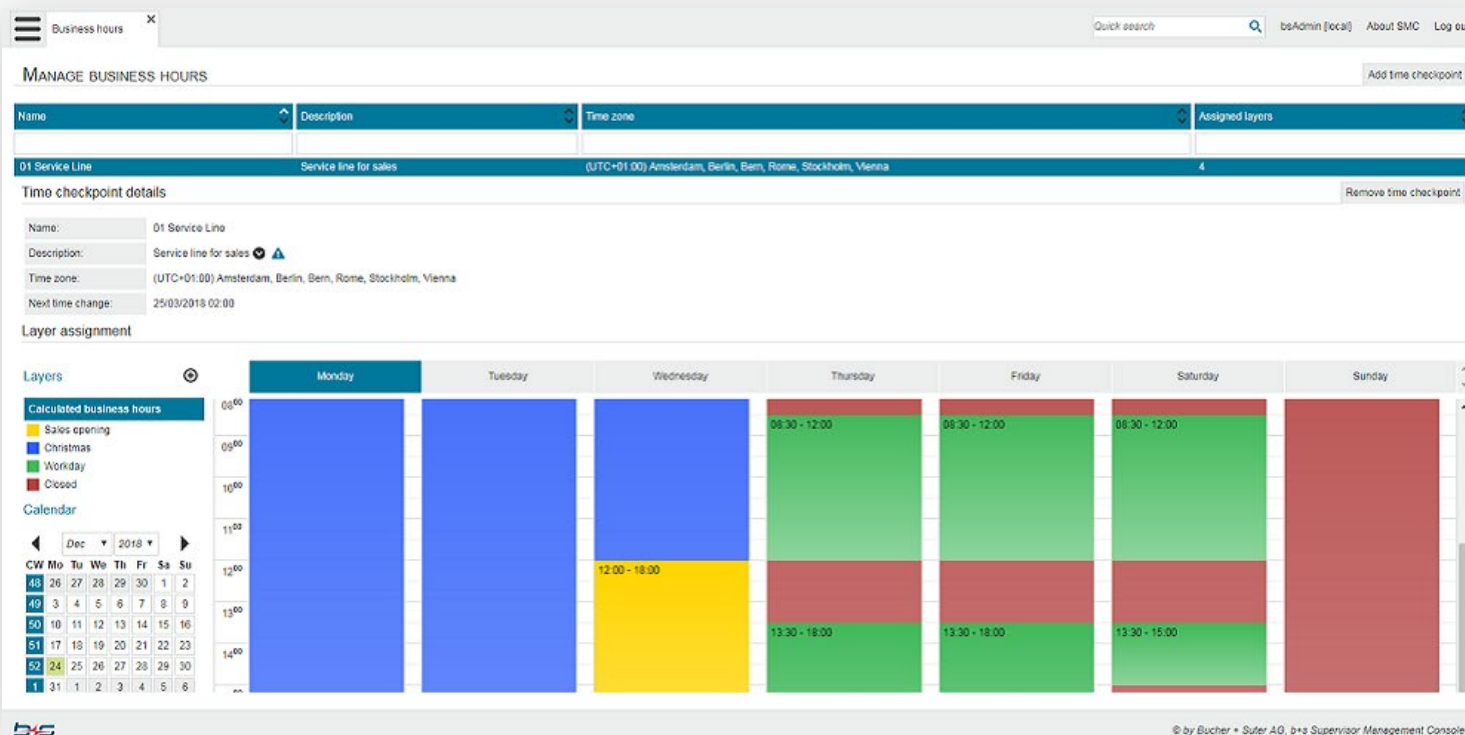 Business hours
Quick search
bsAdmin [local] About SMC Log ou
MANAGE BUSINESS HOURS
Add time checkpoint
Name Description Time zone Assigned layers
01 Service Line Service line for sales (UTC+01:00) Amsterdam, Berlin, Bern, Rome, Stockholm, Vienna 4
Time checkpoint details
Remove time checkpoint
Name: 01 Service Line
Description: Service line for sales
Time zone: (UTC+01:00) Amsterdam, Berlin, Bern, Rome, Stockholm, Vienna
Next time change: 25/03/2018 02:00
Layer assignment
Layers
Monday Tuesday Wednesday Thursday Friday Saturday Sunday
Calculated business hours
Sales opening
Christmas
Workday
Closed
Calendar
Dec 2018
CW Mo Tu We Th Fr Sa Su
48 26 27 28 29 30 1 2
49 3 4 5 6 7 8 9
50 10 11 12 13 14 15 16
51 17 18 19 20 21 22 23
52 24 25 26 27 28 29 30
1 31 1 2 3 4 5 6
08⁰⁰
08:30 - 12:00 08:30 - 12:00 08:30 - 12:00
09⁰⁰
10⁰⁰
11⁰⁰
12⁰⁰
12:00 - 18:00
13⁰⁰
13:30 - 18:00 13:30 - 18:00 13:30 - 15:00
14⁰⁰
b+s
© by Bucher + Suter AG, b+s Supervisor Management Console